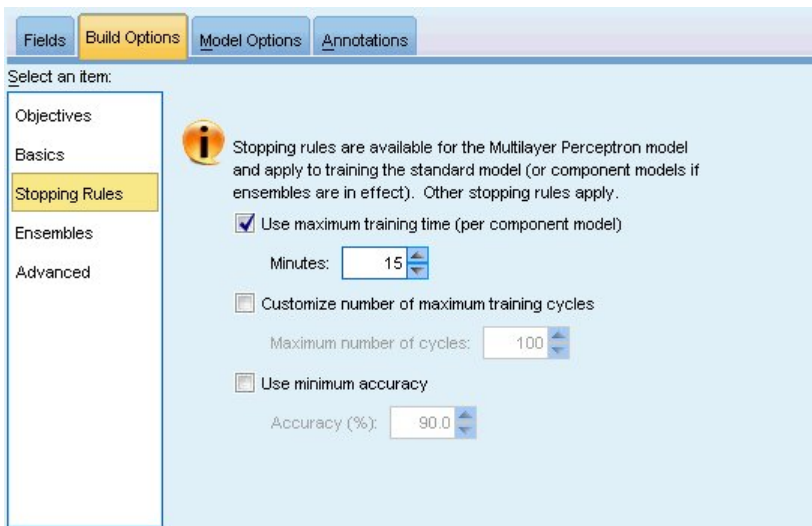 Fields Build Options Model Options Annotations
Select an item:
Objectives
Basics
Stopping Rules
Ensembles
Advanced
Stopping rules are available for the Multilayer Perceptron model
and apply to training the standard model (or component models if
ensembles are in effect). Other stopping rules apply.
Use maximum training time (per component model)
Minutes: 15
Customize number of maximum training cycles
Maximum number of cycles: 100
Use minimum accuracy
Accuracy (%): 90.0